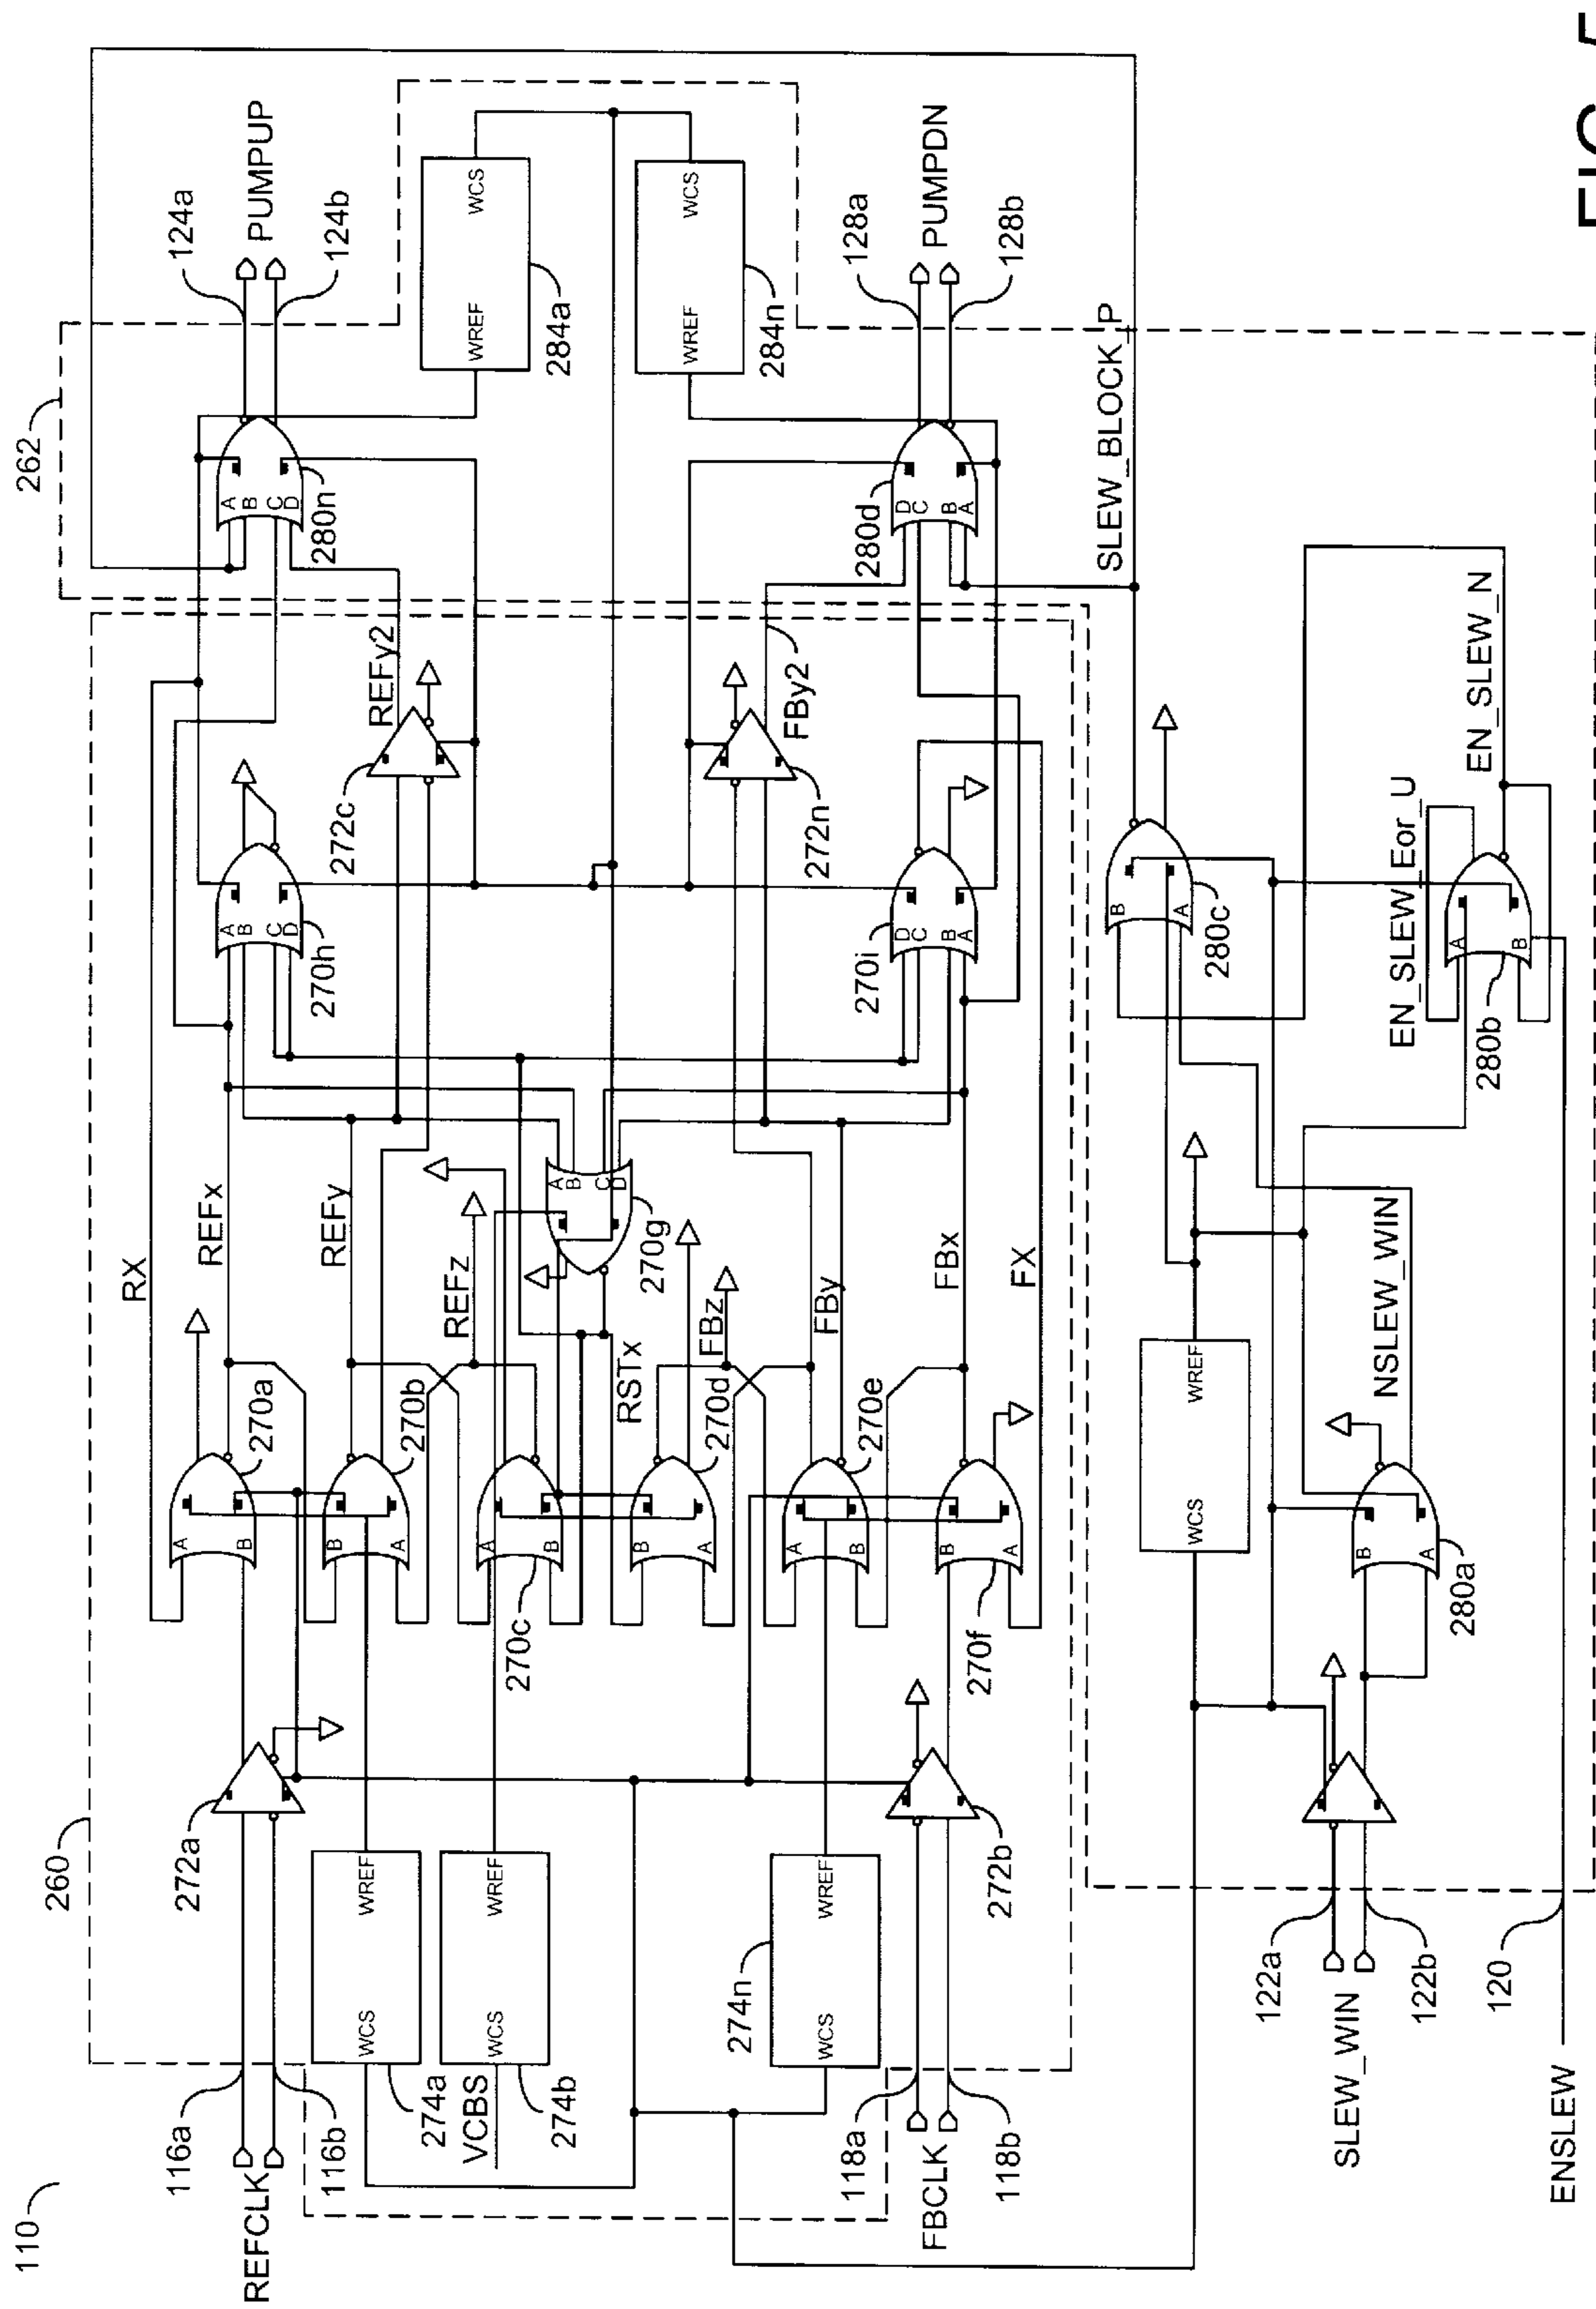 110
260
262
116a
REFCLK
116b
272a
WCS
WREF
274a
VCBS
WCS
WREF
274b
274n
WCS
WREF
118a
FBCLK
118b
272b
RX
REFx
A
B
270a
REFy
B
A
270b
REFz
A
B
270c
RSTx
270d
B
A
FBz
A
B
270e
FBy
B
A
270f
FBx
FX
A
B
C
D
270g
A
B
C
D
270h
D
C
B
A
270i
272c
REFy2
272n
FBy2
A
B
C
D
280n
124a
PUMPUP
124b
WREF
WCS
284a
WREF
WCS
284n
D
C
B
A
280d
128a
PUMPDN
128b
SLEW_BLOCK_P
WCS
WREF
122a
SLEW_WIN
122b
B
A
280a
NSLEW_WIN
B
A
280c
EN_SLEW_Eor_U
A
B
280b
EN_SLEW_N
120
ENSLEW